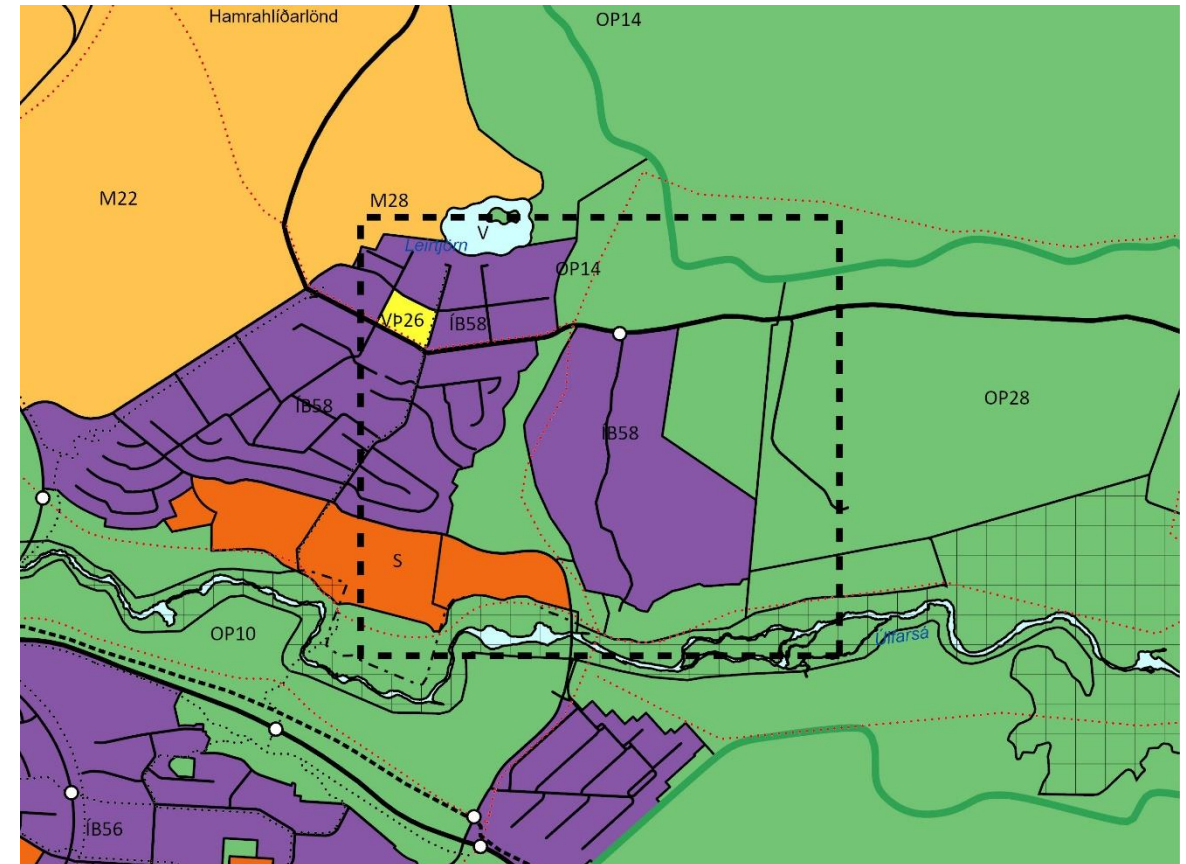 Hamrahlíðarlönd
OP14
M22
M28
V
Leirtjörn
OP14
VÞ26
ÍB58
OP28
ÍB58
ÍB58
S
OP10
Úlfarsá
ÍB56